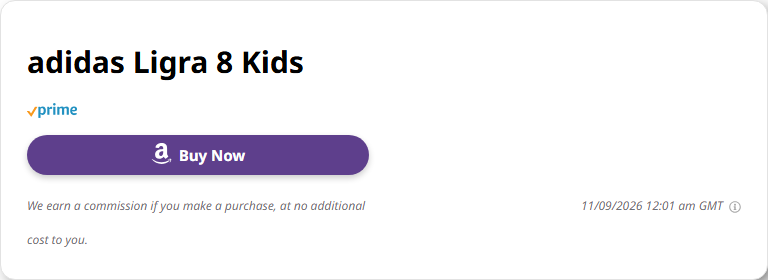 adidas Ligra 8 Kids
prime
Buy Now
We earn a commission if you make a purchase, at no additional
cost to you.
11/09/2026 12:01 am GMT